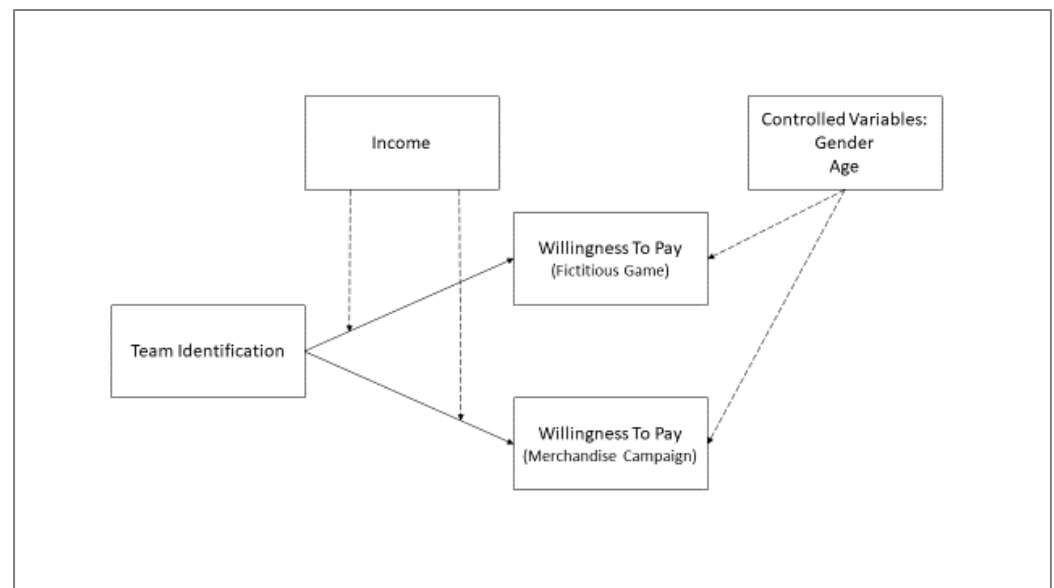 Income
Controlled Variables:
Gender
Age
Willingness To Pay
(Fictitious Game)
Team Identification
Willingness To Pay
(Merchandise Campaign)